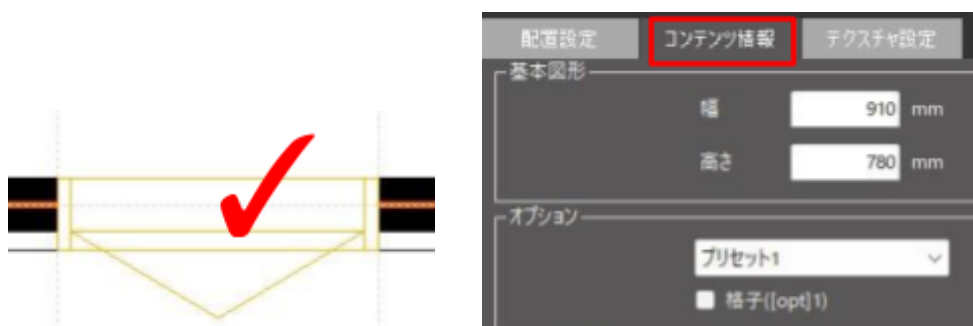 配置設定 コンテンツ情報 テクスチャ設定
基本図形
幅 910 mm
高さ 780 mm
オプション
プリセット1
格子([opt]1)